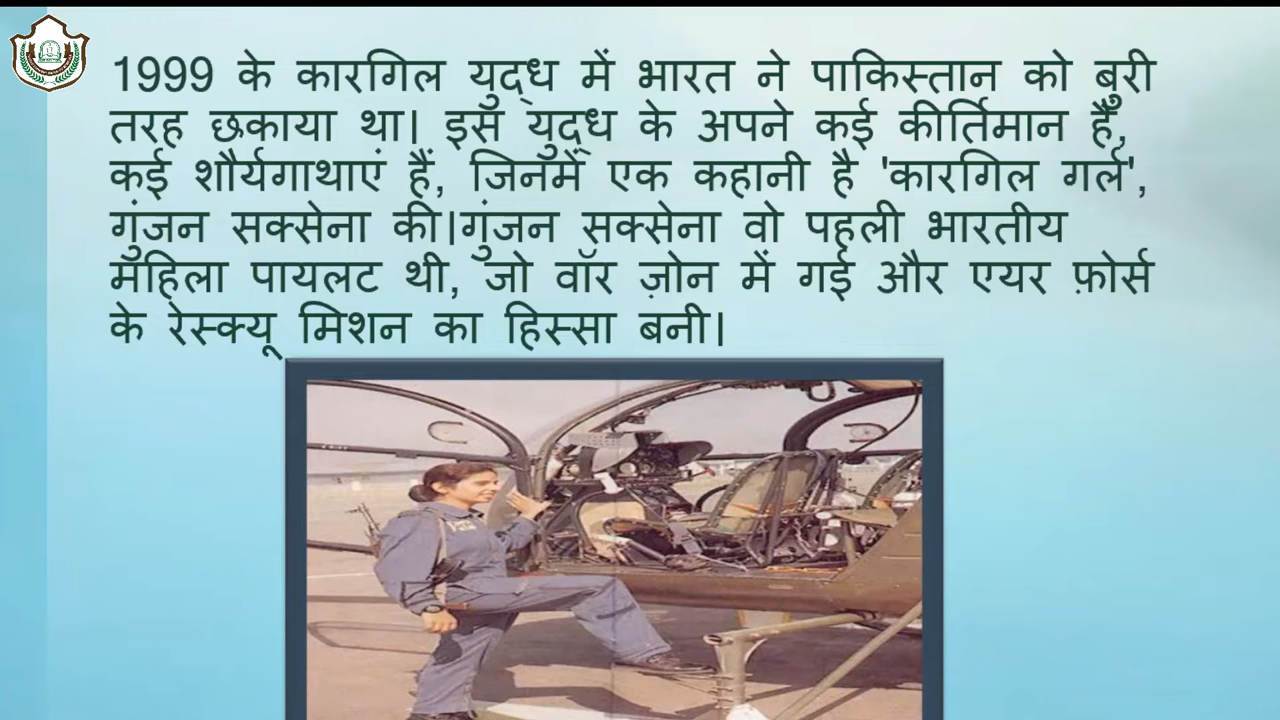 1999 के कारगिल युद्ध में भारत ने पाकिस्तान को बुरी
तरह छकाया था। इस युद्ध के अपने कई कीर्तिमान हैं,
कई शौर्यगाथाएं हैं, जिनमें एक कहानी है 'कारगिल गर्ल',
गुंजन सक्सेना की।गुंजन सक्सेना वो पहली भारतीय
महिला पायलट थी, जो वॉर ज़ोन में गई और एयर फ़ोर्स
के रेस्क्यू मिशन का हिस्सा बनी।